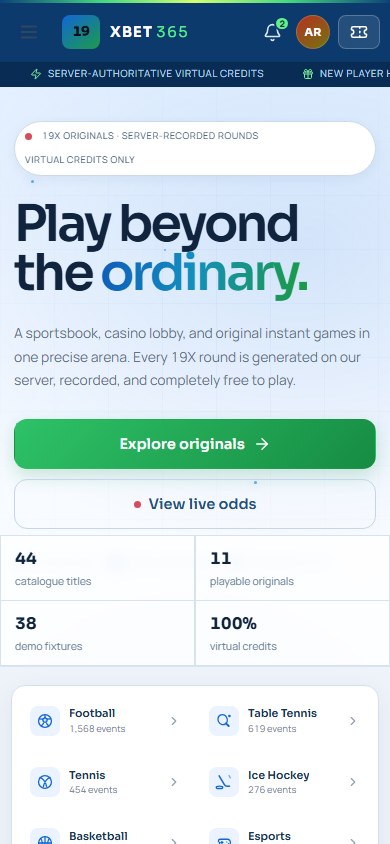 19 XBET 365 2 AR
SERVER-AUTHORITATIVE VIRTUAL CREDITS NEW PLAYER
19X ORIGINALS · SERVER-RECORDED ROUNDS
VIRTUAL CREDITS ONLY
Play beyond
the ordinary.
A sportsbook, casino lobby, and original instant games in
one precise arena. Every 19X round is generated on our
server, recorded, and completely free to play.
Explore originals
View live odds
44 11
catalogue titles playable originals
38 100%
demo fixtures virtual credits
Football Table Tennis
1,568 events 619 events
Tennis Ice Hockey
454 events 276 events
Basketball Esports